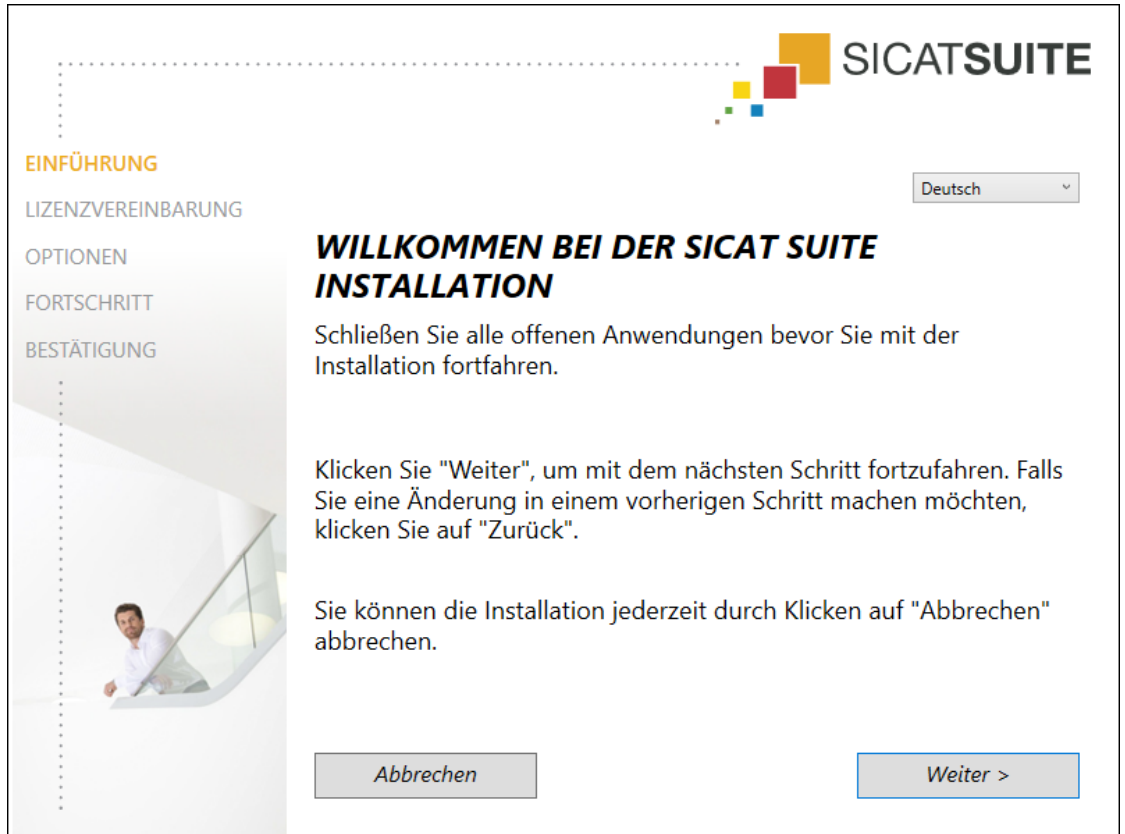 SICATSUITE
EINFÜHRUNG
LIZENZVEREINBARUNG
OPTIONEN
FORTSCHRITT
BESTÄTIGUNG
Deutsch
WILLKOMMEN BEI DER SICAT SUITE
INSTALLATION
Schließen Sie alle offenen Anwendungen bevor Sie mit der
Installation fortfahren.
Klicken Sie "Weiter", um mit dem nächsten Schritt fortzufahren. Falls
Sie eine Änderung in einem vorherigen Schritt machen möchten,
klicken Sie auf "Zurück".
Sie können die Installation jederzeit durch Klicken auf "Abbrechen"
abbrechen.
Abbrechen
Weiter >